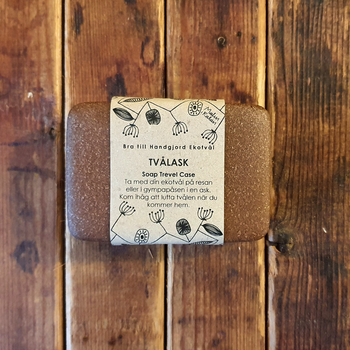 Bra till Handgjord Ekotvål
TVÅLASK
Soap Trevel Case
Ta med din ekotvål på resan
eller I gympapåsen i en ask.
Kom Ihåg att lufta tvålen när du
kommer hem.